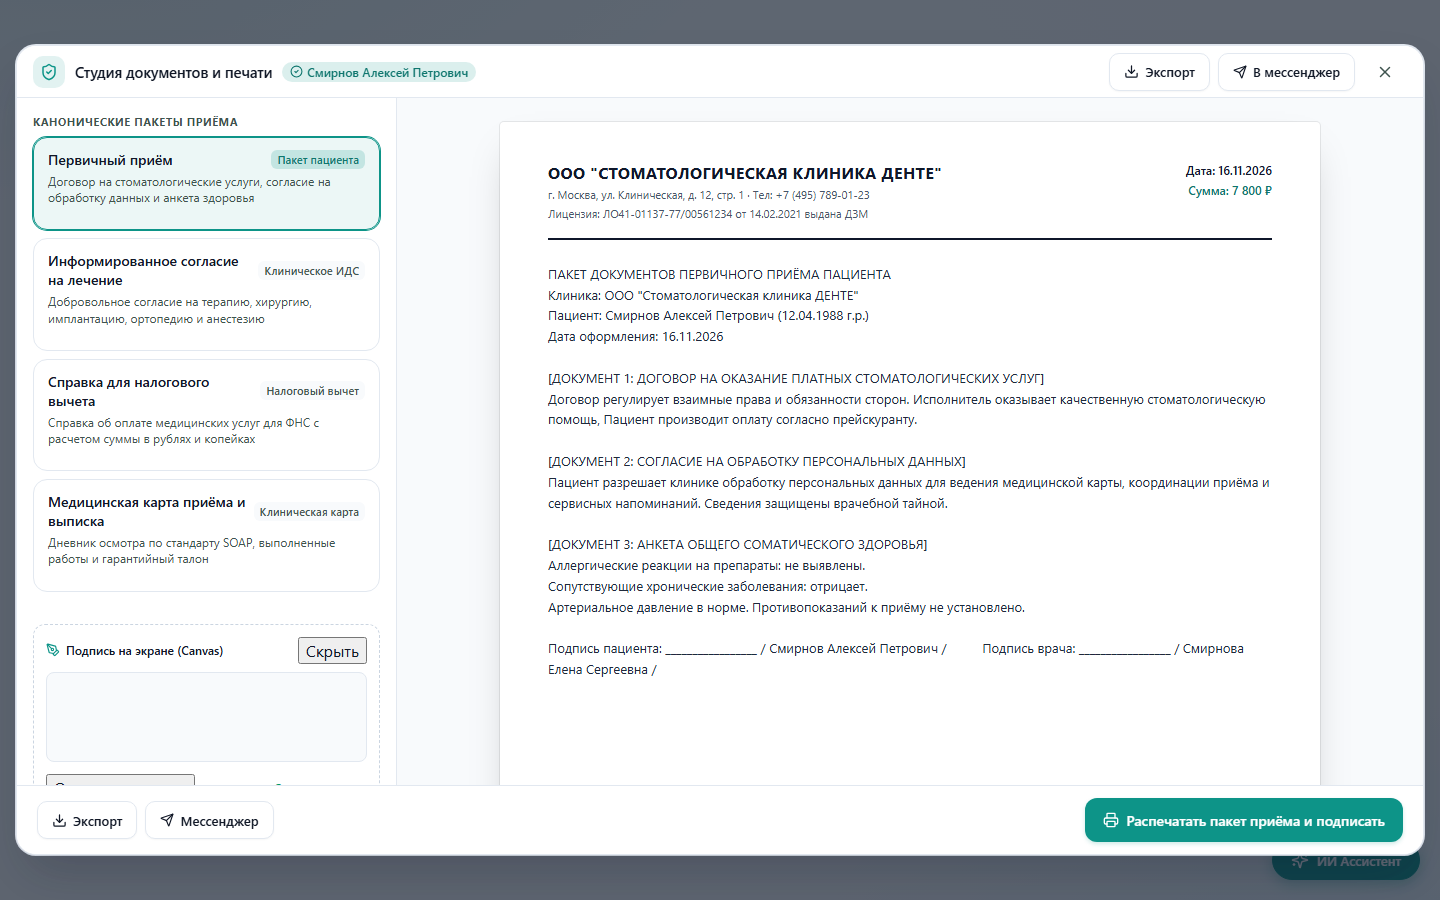 Студия документов и печати
Смирнов Алексей Петрович
Экспорт
В мессенджер
КАНОНИЧЕСКИЕ ПАКЕТЫ ПРИЁМА
Первичный приём
Пакет пациента
Договор на стоматологические услуги, согласие на
обработку данных и анкета здоровья
Информированное согласие
на лечение
Клиническое ИДС
Добровольное согласие на терапию, хирургию,
имплантацию, ортопедию и анестезию
Справка для налогового
вычета
Налоговый вычет
Справка об оплате медицинских услуг для ФНС с
расчетом суммы в рублях и копейках
Медицинская карта приёма и
выписка
Клиническая карта
Дневник осмотра по стандарту SOAP, выполненные
работы и гарантийный талон
Подпись на экране (Canvas)
Скрыть
ООО "СТОМАТОЛОГИЧЕСКАЯ КЛИНИКА ДЕНТЕ"
г. Москва, ул. Клиническая, д. 12, стр. 1 · Тел: +7 (495) 789-01-23
Лицензия: ЛО41-01137-77/00561234 от 14.02.2021 выдана ДЗМ
Дата: 16.11.2026
Сумма: 7 800 ₽
ПАКЕТ ДОКУМЕНТОВ ПЕРВИЧНОГО ПРИЁМА ПАЦИЕНТА
Клиника: ООО "Стоматологическая клиника ДЕНТЕ"
Пациент: Смирнов Алексей Петрович (12.04.1988 г.р.)
Дата оформления: 16.11.2026
[ДОКУМЕНТ 1: ДОГОВОР НА ОКАЗАНИЕ ПЛАТНЫХ СТОМАТОЛОГИЧЕСКИХ УСЛУГ]
Договор регулирует взаимные права и обязанности сторон. Исполнитель оказывает качественную стоматологическую
помощь, Пациент производит оплату согласно прейскуранту.
[ДОКУМЕНТ 2: СОГЛАСИЕ НА ОБРАБОТКУ ПЕРСОНАЛЬНЫХ ДАННЫХ]
Пациент разрешает клинике обработку персональных данных для ведения медицинской карты, координации приёма и
сервисных напоминаний. Сведения защищены врачебной тайной.
[ДОКУМЕНТ 3: АНКЕТА ОБЩЕГО СОМАТИЧЕСКОГО ЗДОРОВЬЯ]
Аллергические реакции на препараты: не выявлены.
Сопутствующие хронические заболевания: отрицает.
Артериальное давление в норме. Противопоказаний к приёму не установлено.
Подпись пациента: ________________ / Смирнов Алексей Петрович / Подпись врача: ________________ / Смирнова
Елена Сергеевна /
Экспорт
Мессенджер
Распечатать пакет приёма и подписать
ИИ Ассистент